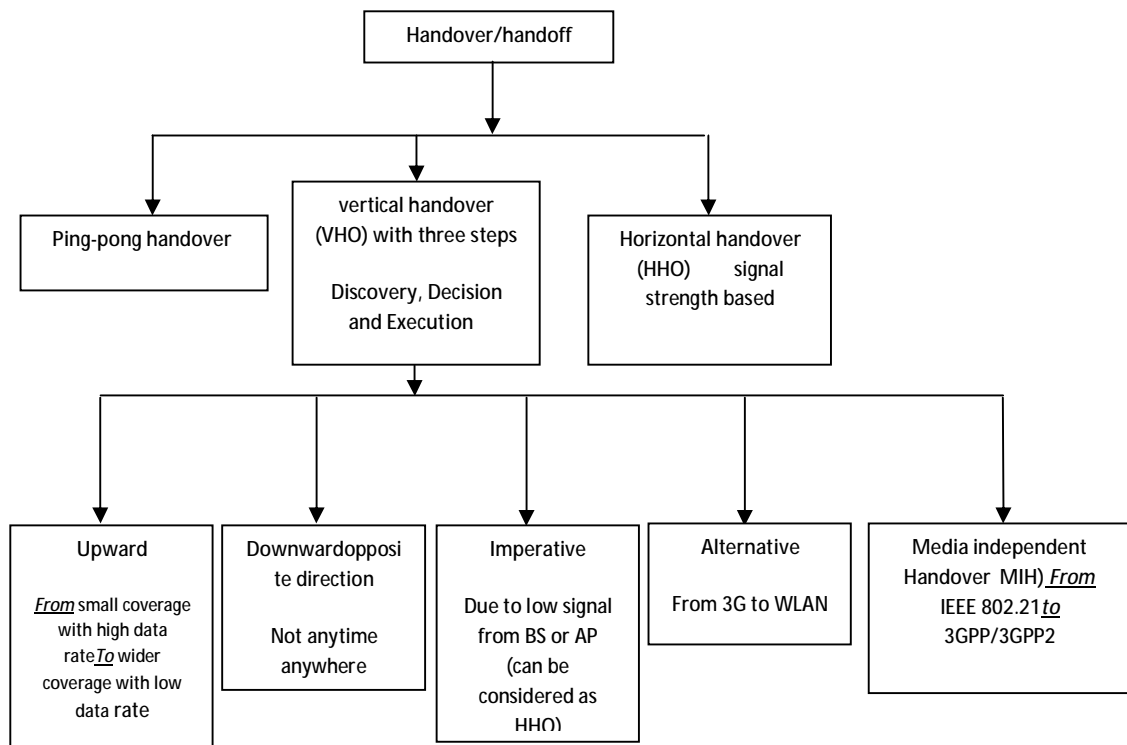 Handover/handoff
Ping-pong handover
vertical handover
(VHO) with three steps
Discovery, Decision
and Execution
Horizontal handover
(HHO) signal
strength based
Upward
From small coverage
with high data
rateTo wider
coverage with low
data rate
Downwardopposi
te direction
Not anytime
anywhere
Imperative
Due to low signal
from BS or AP
(can be
considered as
HHO)
Alternative
From 3G to WLAN
Media independent
Handover MIH) From
IEEE 802.21to
3GPP/3GPP2